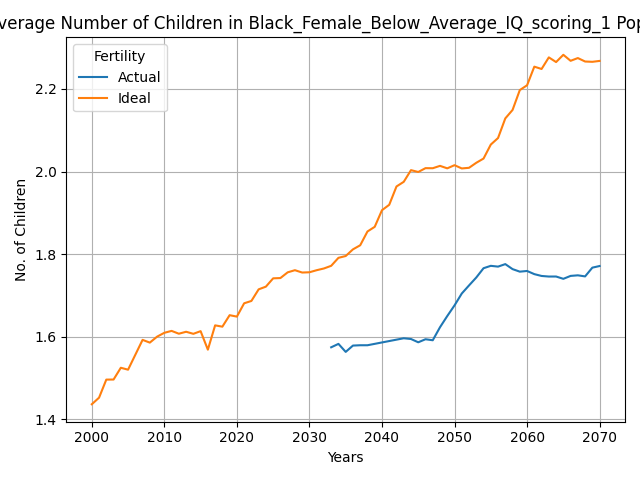 verage Number of Children in Black_Female_Below_Average_IQ_scoring_1 Pop
Fertility
Actual
Ideal
No. of Children
2.2
2.0
1.8
1.6
1.4
2000 2010 2020 2030 2040 2050 2060 2070
Years